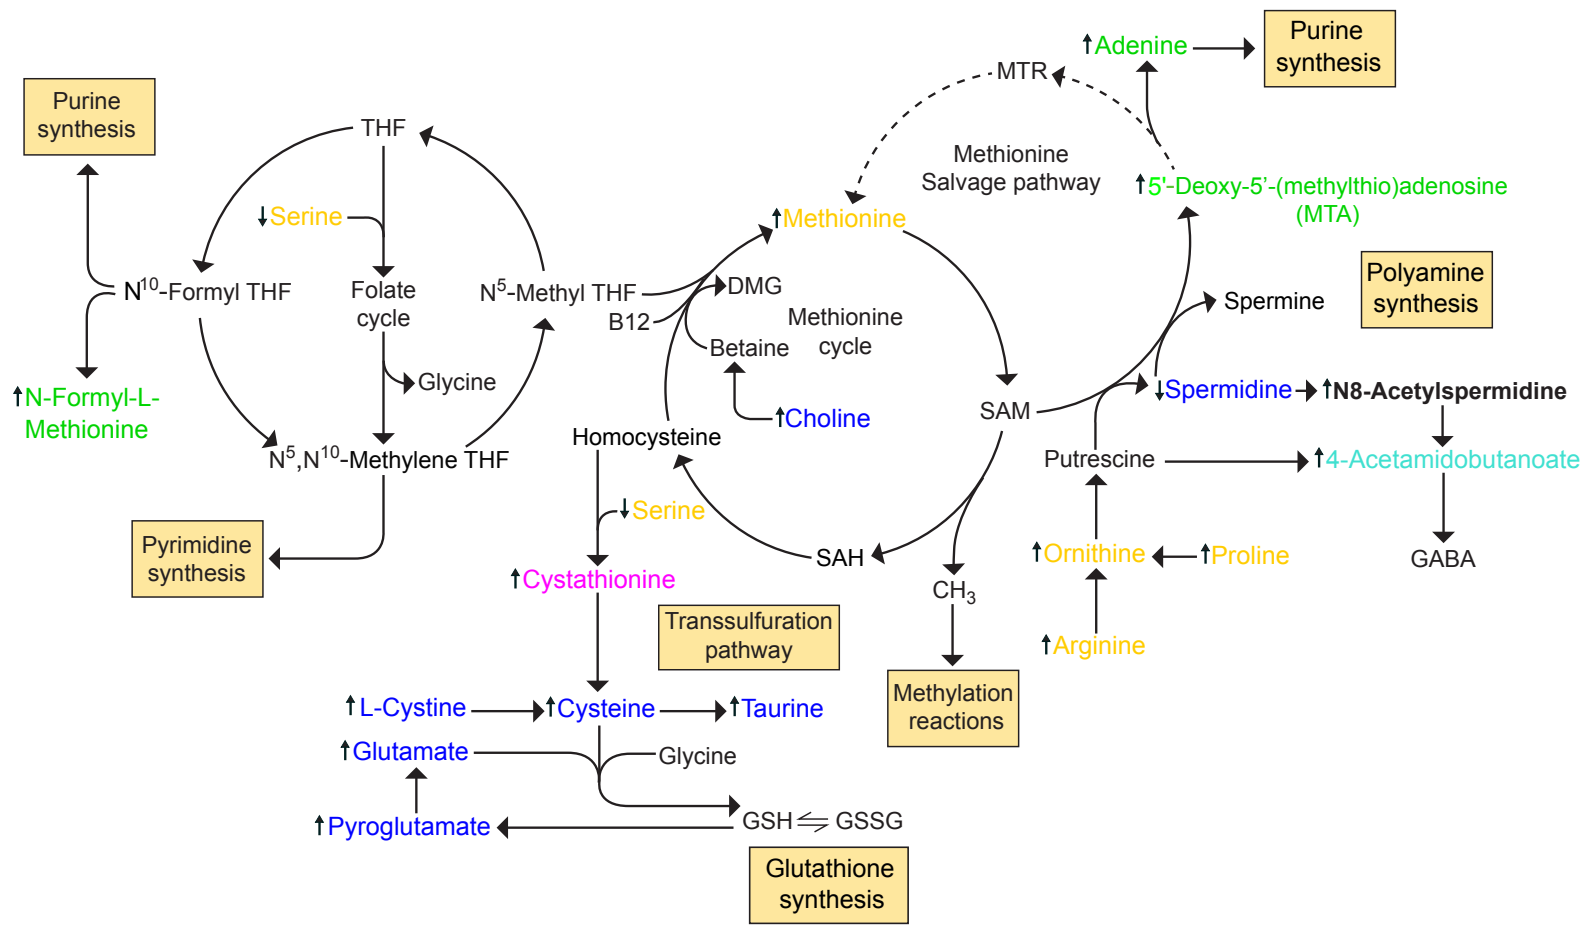 Purine
synthesis
↑Adenine
Purine
synthesis
MTR
THF
Methionine
Salvage pathway
↑5'-Deoxy-5’-(methylthio)adenosine
(MTA)
↓Serine
↑Methionine
N10-Formyl THF
Folate
cycle
N5-Methyl THF
B12
DMG
Methionine
cycle
Betaine
Polyamine
synthesis
Spermine
Glycine
↑N-Formyl-L-
Methionine
↑Choline
SAM
↓Spermidine
↑N8-Acetylspermidine
Homocysteine
N5,N10-Methylene THF
Putrescine
↑4-Acetamidobutanoate
↓Serine
Pyrimidine
synthesis
↑Cystathionine
SAH
CH3
↑Ornithine
↑Proline
GABA
Transsulfuration
pathway
↑Arginine
Methylation
reactions
↑L-Cystine
↑Cysteine
↑Taurine
↑Glutamate
Glycine
↑Pyroglutamate
GSH ⇌ GSSG
Glutathione
synthesis